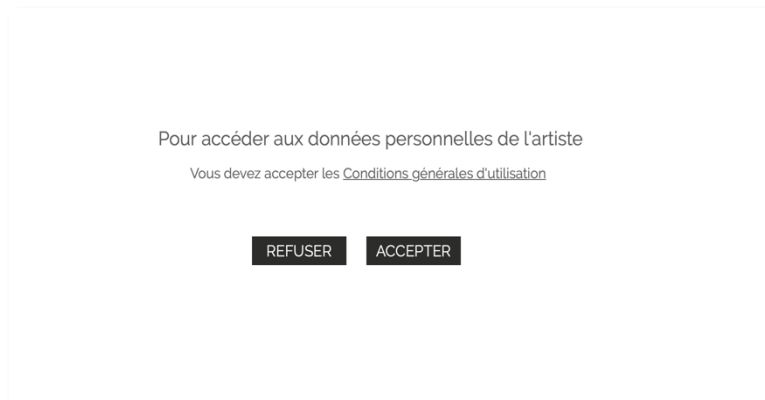 Pour accéder aux données personnelles de l'artiste
Vous devez accepter les Conditions générales d'utilisation
REFUSER ACCEPTER